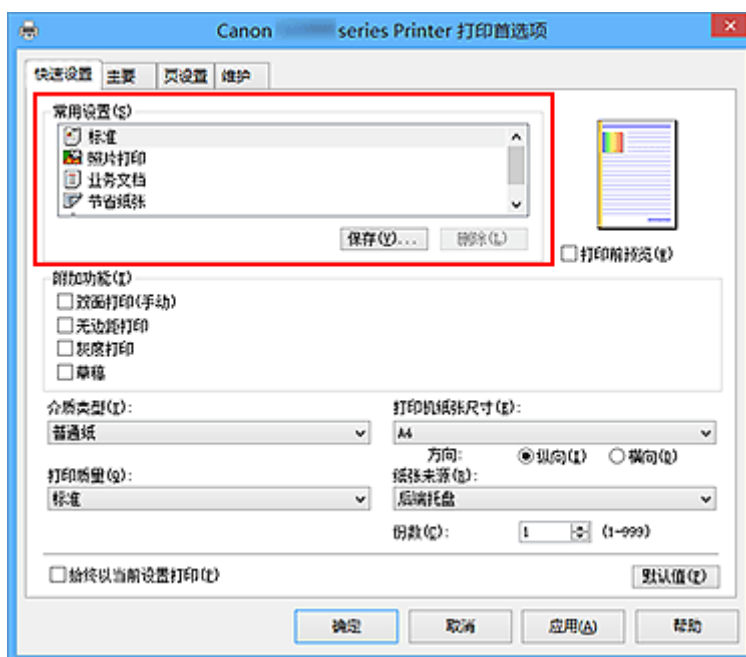 Canon series Printer 打印首选项
快速设置 主要 页设置 维护
常用设置(S)
标准
照片打印
业务文档
节省纸张
保存(V)... 删除(L)
打印前预览(W)
附加功能(I)
双面打印(手动)
无边距打印
灰度打印
草稿
介质类型(I): 打印机纸张尺寸(E):
普通纸 A4
方向: 纵向(I) 横向(Q)
打印质量(Q): 纸张来源(B):
标准 后端托盘
份数(C): 1 (1-999)
始终以当前设置打印(t) 默认值(F)
确定 取消 应用(A) 帮助